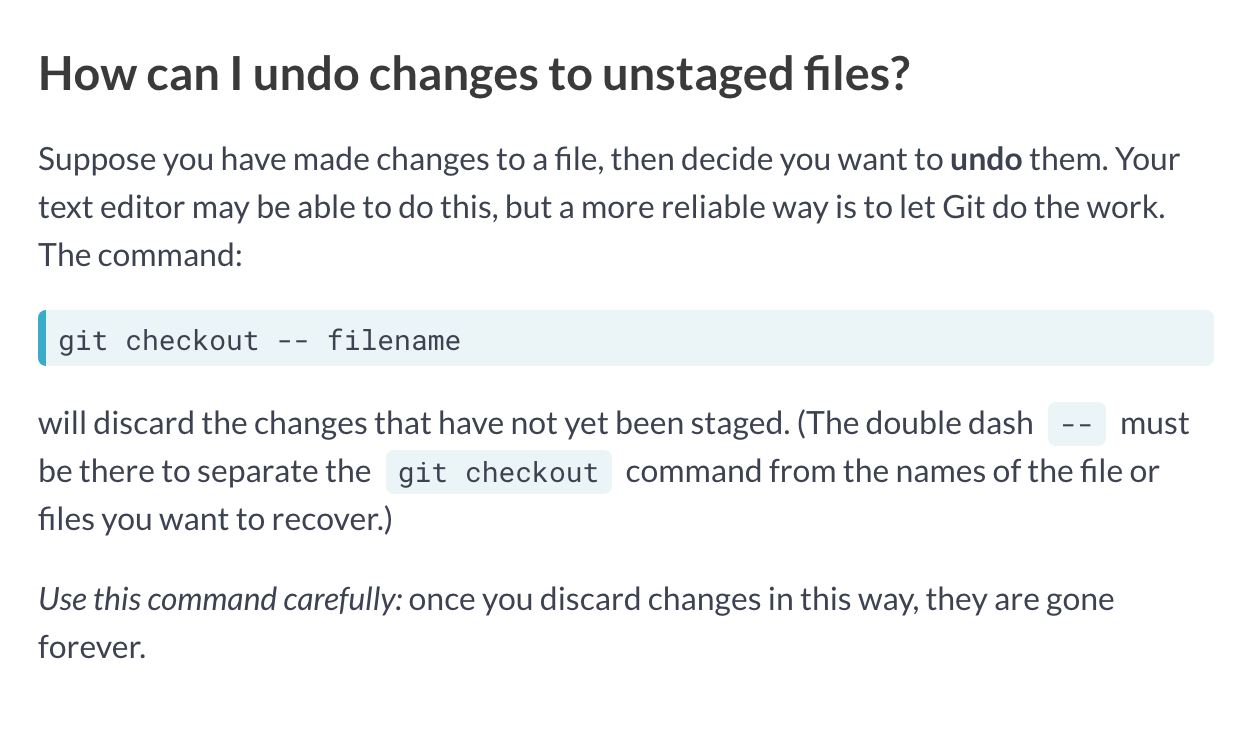 How can I undo changes to unstaged files?
Suppose you have made changes to a file, then decide you want to undo them. Your
text editor may be able to do this, but a more reliable way is to let Git do the work.
The command:
git checkout -- filename
will discard the changes that have not yet been staged. (The double dash -- must
be there to separate the git checkout command from the names of the file or
files you want to recover.)
Use this command carefully: once you discard changes in this way, they are gone
forever.